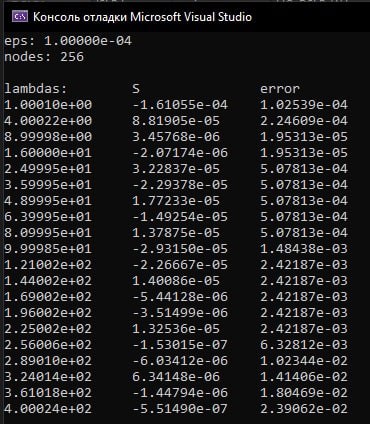 Консоль отладки Microsoft Visual Studio
eps: 1.00000e-04
nodes: 256
lambdas: S error
1.00010e+00 -1.61055e-04 1.02539e-04
4.00022e+00 8.81905e-05 2.24609e-04
8.99998e+00 3.45768e-06 1.95313e-05
1.60000e+01 -2.07174e-06 1.95313e-05
2.49995e+01 3.22837e-05 5.07813e-04
3.59995e+01 -2.29378e-05 5.07813e-04
4.89995e+01 1.77233e-05 5.07813e-04
6.39995e+01 -1.49254e-05 5.07813e-04
8.09995e+01 1.37875e-05 5.07813e-04
9.99985e+01 -2.93150e-05 1.48438e-03
1.21002e+02 -2.26667e-05 2.42187e-03
1.44002e+02 1.40086e-05 2.42187e-03
1.69002e+02 -5.44128e-06 2.42187e-03
1.96002e+02 -3.51499e-06 2.42187e-03
2.25002e+02 1.32536e-05 2.42187e-03
2.56006e+02 -1.53015e-07 6.32812e-03
2.89010e+02 -6.03412e-06 1.02344e-02
3.24014e+02 6.34148e-06 1.41406e-02
3.61018e+02 -1.44794e-06 1.80469e-02
4.00024e+02 -5.51490e-07 2.39062e-02